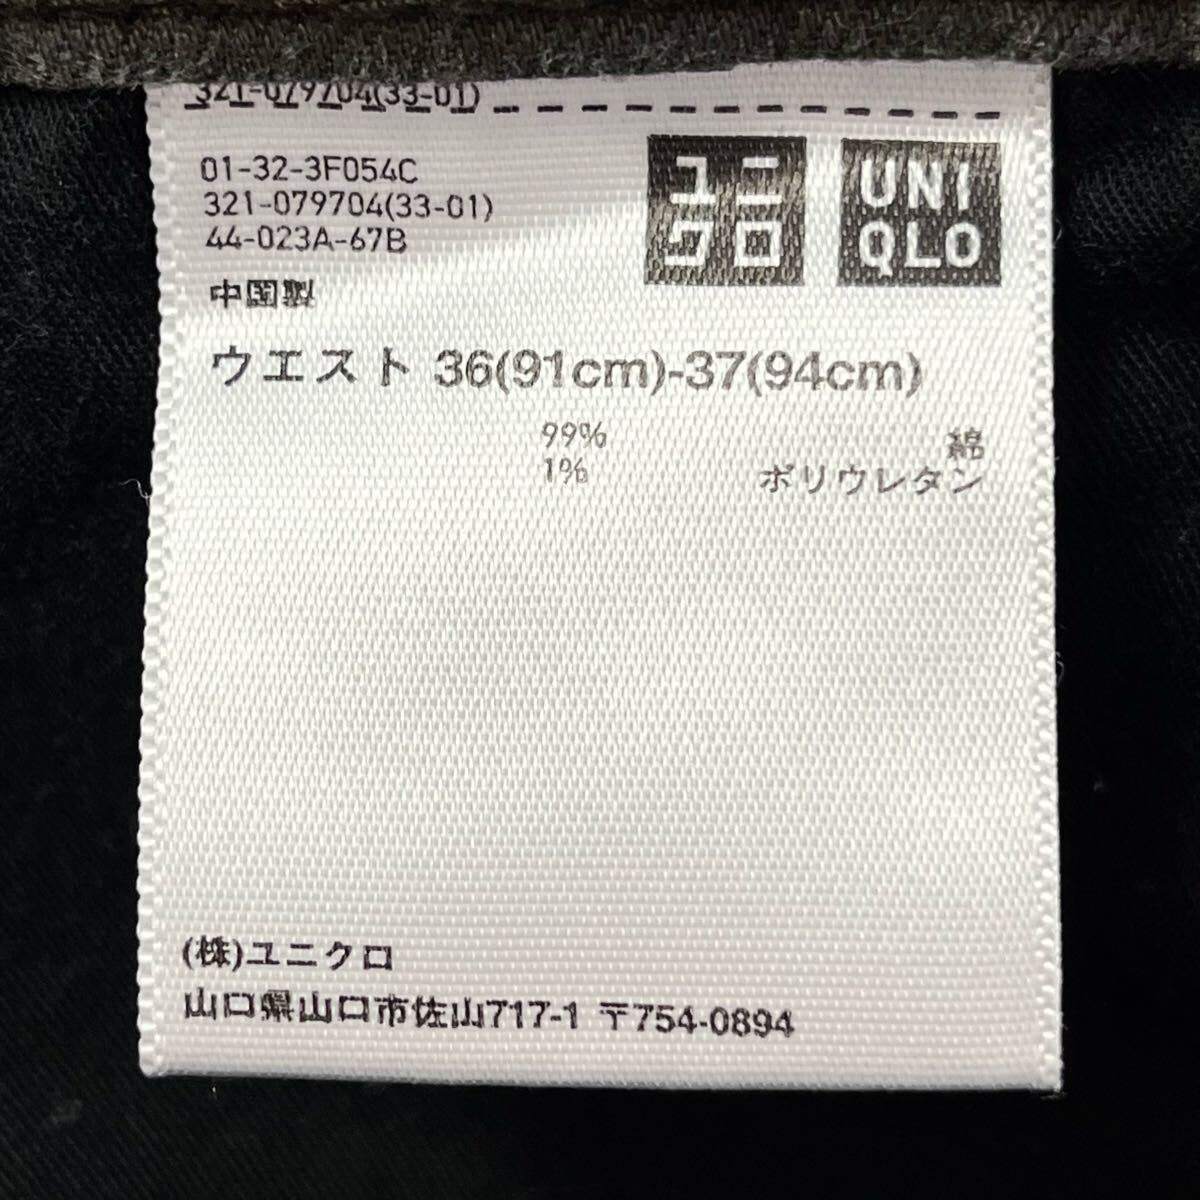 321-079704(33-01)
01-32-3F054C
321-079704(33-01)
44-023A-67B
中国製
ユニ
クロ
UNI
QLO
ウエスト 36(91cm)-37(94cm)
99% 綿
1% ポリウレタン
(株)ユニクロ
山口県山口市佐山717-1 〒754-0894